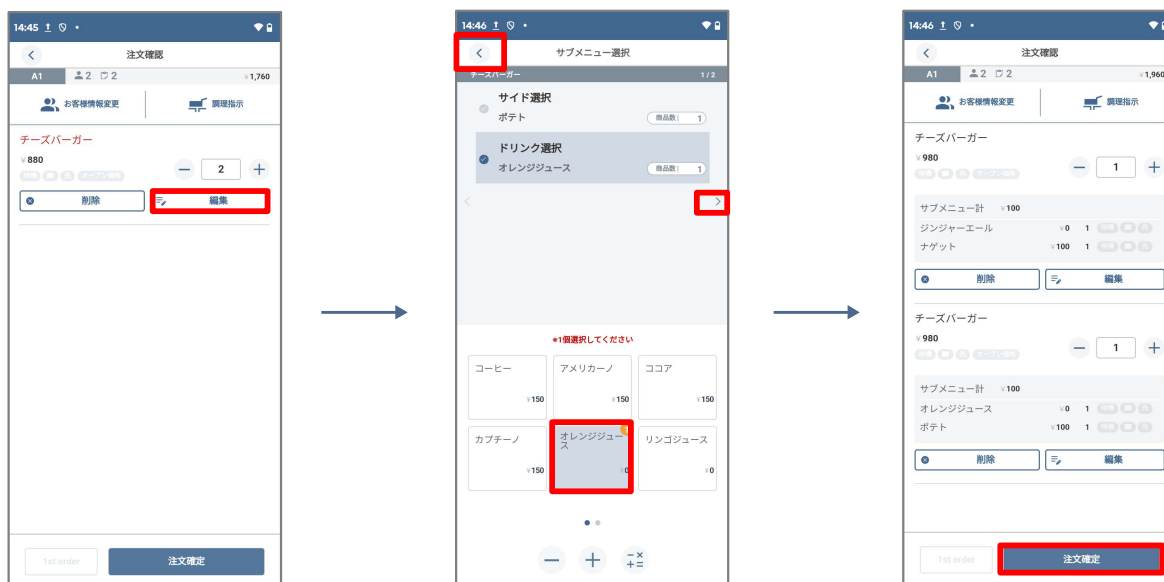 14:45
注文確認
A1 2 2 ¥1,760
お客様情報変更 調理指示
チーズバーガー
¥880
2
削除 編集
1st order 注文確定
14:46
サブメニュー選択
チーズバーガー 1/2
サイド選択
ポテト 商品数( 1)
ドリンク選択
オレンジジュース 商品数( 1)
*1個選択してください
コーヒー アメリカーノ ココア
¥150 ¥150 ¥150
カプチーノ オレンジジュー
ス リンゴジュース
¥150 ¥0 ¥0
14:46
注文確認
A1 2 2 ¥1,960
お客様情報変更 調理指示
チーズバーガー
¥980
1
サブメニュー計 ¥100
ジンジャーエール ¥0 1
ナゲット ¥100 1
削除 編集
チーズバーガー
¥980
1
サブメニュー計 ¥100
オレンジジュース ¥0 1
ポテト ¥100 1
削除 編集
1st order 注文確定